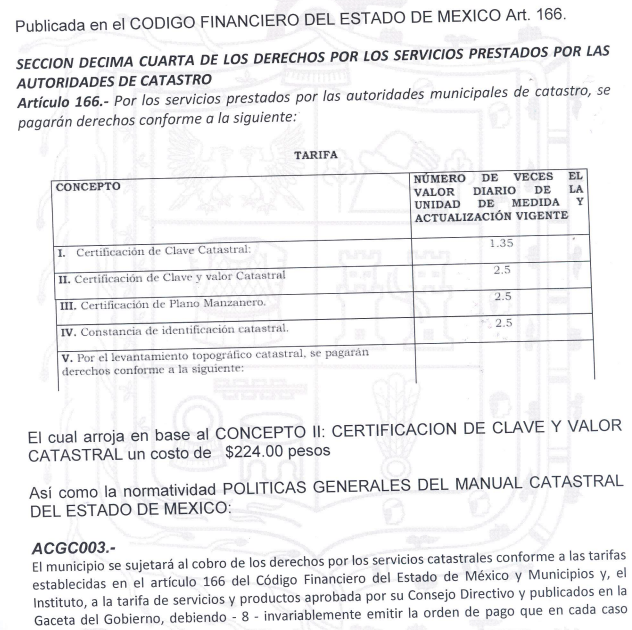 Publicada en el CODIGO FINANCIERO DEL ESTADO DE MEXICO Art. 166.
SECCION DECIMA CUARTA DE LOS DERECHOS POR LOS SERVICIOS PRESTADOS POR LAS
AUTORIDADES DE CATASTRO
Artículo 166.- Por los servicios prestados por las autoridades municipales de catastro, se
pagarán derechos conforme a la siguiente:
TARIFA
CONCEPTO
NÚMERO DE VECES EL
VALOR DIARIO DE LA
UNIDAD DE MEDIDA Y
ACTUALIZACIÓN VIGENTE
I. Certificación de Clave Catastral:
1.35
II. Certificación de Clave y valor Catastral
2.5
III. Certificación de Plano Manzanero.
2.5
IV. Constancia de identificación catastral.
2.5
V. Por el levantamiento topográfico catastral, se pagarán
derechos conforme a la siguiente:
El cual arroja en base al CONCEPTO II: CERTIFICACION DE CLAVE Y VALOR
CATASTRAL un costo de $224.00 pesos
Así como la normatividad POLITICAS GENERALES DEL MANUAL CATASTRAL
DEL ESTADO DE MEXICO:
ACGC003.-
El municipio se sujetará al cobro de los derechos por los servicios catastrales conforme a las tarifas
establecidas en el artículo 166 del Código Financiero del Estado de México y Municipios y, el
Instituto, a la tarifa de servicios y productos aprobada por su Consejo Directivo y publicados en la
Gaceta del Gobierno, debiendo - 8 - invariablemente emitir la orden de pago que en cada caso